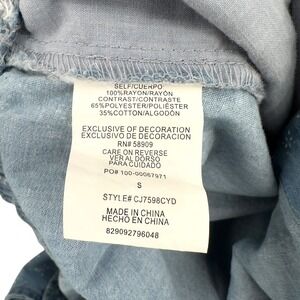 SELF/CUERPO:
100%RAYON/RAYÓN
CONTRAST/CONTRASTE
65%POLYESTER/POLIÉSTER
35%COTTON/ALGODÓN
EXCLUSIVE OF DECORATION
EXCLUSIVO DE DECORACIÓN
RN# 58909
CARE ON REVERSE
VER AL DORSO
PARA CUIDADO
PO# 100-00067971
S
STYLE# CJ7598CYD
MADE IN CHINA
HECHO EN CHINA
829092796048